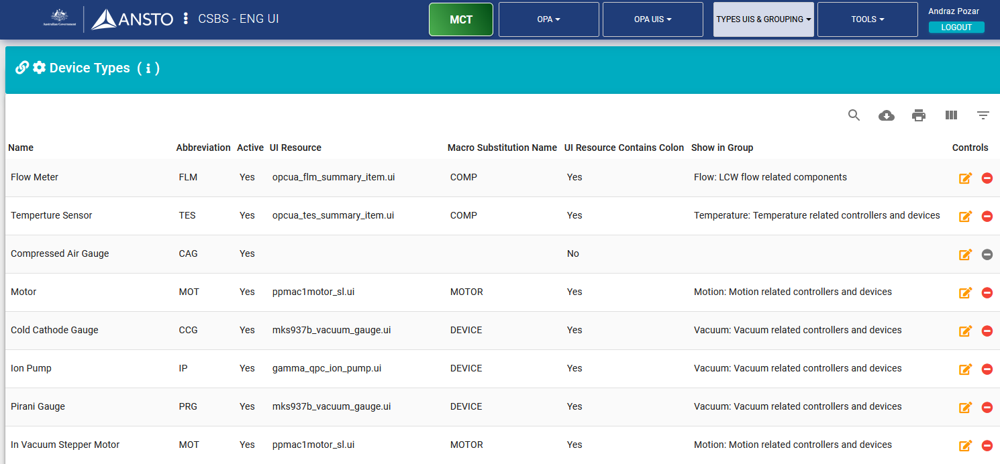 Australian Government
ANSTO
CSBS - ENG UI
MCT
OPA
OPA UIS
TYPES UIS & GROUPING
TOOLS
Andraz Pozar
LOGOUT
Device Types ( i )
Name Abbreviation Active UI Resource Macro Substitution Name UI Resource Contains Colon Show in Group Controls
Flow Meter FLM Yes opcua_flm_summary_item.ui COMP Yes Flow: LCW flow related components
Temperture Sensor TES Yes opcua_tes_summary_item.ui COMP Yes Temperature: Temperature related controllers and devices
Compressed Air Gauge CAG Yes No
Motor MOT Yes ppmac1motor_sl.ui MOTOR Yes Motion: Motion related controllers and devices
Cold Cathode Gauge CCG Yes mks937b_vacuum_gauge.ui DEVICE Yes Vacuum: Vacuum related controllers and devices
Ion Pump IP Yes gamma_qpc_ion_pump.ui DEVICE Yes Vacuum: Vacuum related controllers and devices
Pirani Gauge PRG Yes mks937b_vacuum_gauge.ui DEVICE Yes Vacuum: Vacuum related controllers and devices
In Vacuum Stepper Motor MOT Yes ppmac1motor_sl.ui MOTOR Yes Motion: Motion related controllers and devices